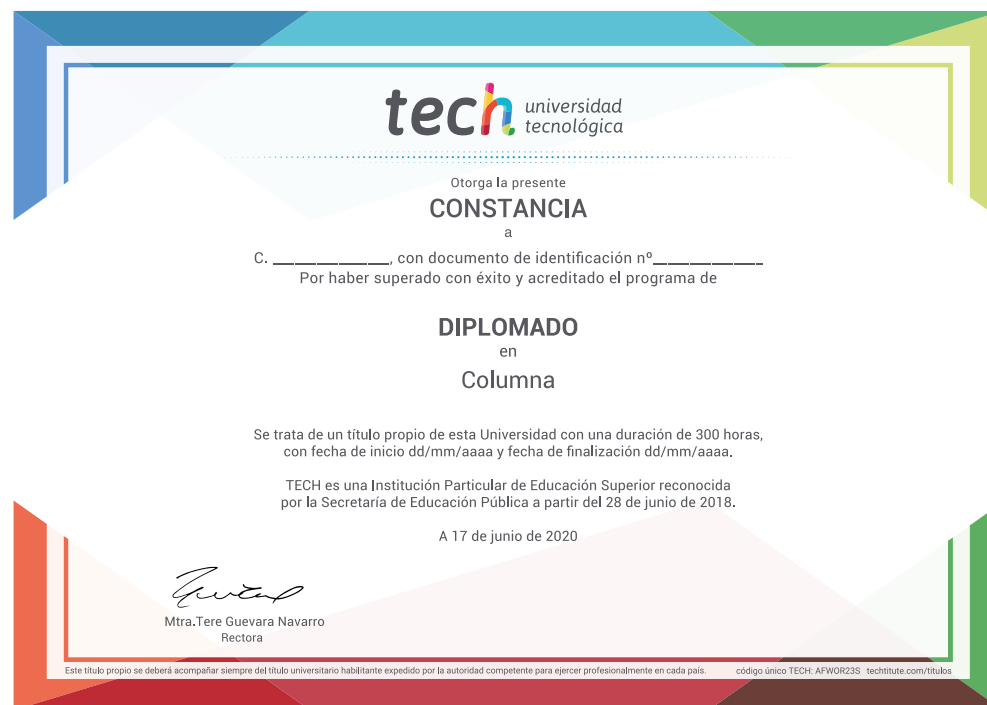 tech universidad
tecnológica
Otorga la presente
CONSTANCIA
a
C. ______________, con documento de identificación nº_____________
Por haber superado con éxito y acreditado el programa de
DIPLOMADO
en
Columna
Se trata de un título propio de esta Universidad con una duración de 300 horas,
con fecha de inicio dd/mm/aaaa y fecha de finalización dd/mm/aaaa.
TECH es una Institución Particular de Educación Superior reconocida
por la Secretaría de Educación Pública a partir del 28 de junio de 2018.
A 17 de junio de 2020
Mtra.Tere Guevara Navarro
Rectora
Este título propio se deberá acompañar siempre del título universitario habilitante expedido por la autoridad competente para ejercer profesionalmente en cada país. código único TECH: AFWOR23S techtitute.com/titulos